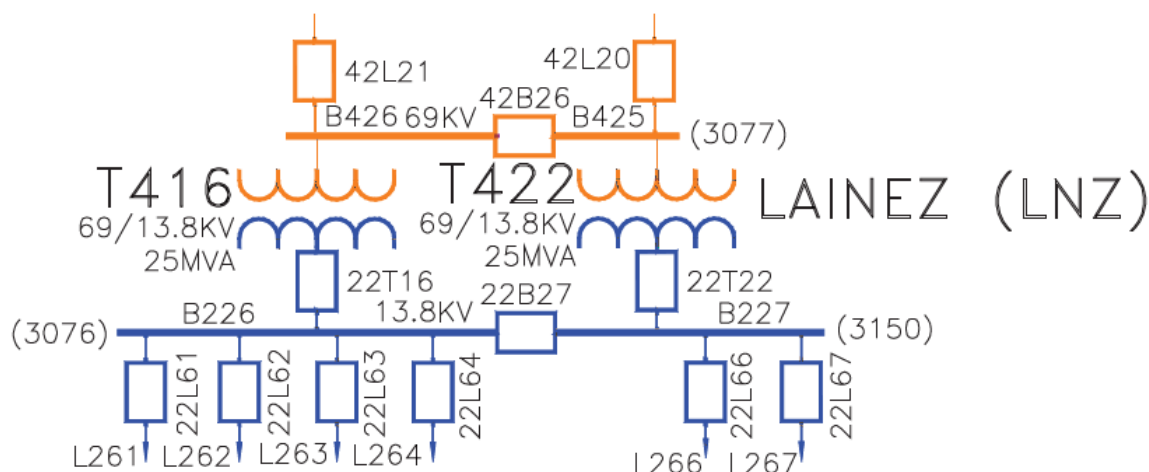 42L21
42L20
42B26
B426 69KV
B425
(3077)
T416
T422
LAINEZ (LNZ)
69/13.8KV
25MVA
69/13.8KV
25MVA
22T16
22T22
22B27
B226
13.8KV
B227
(3076)
(3150)
22L61
22L62
22L63
22L64
22L66
22L67
L261
L262
L263
L264
L266
L267